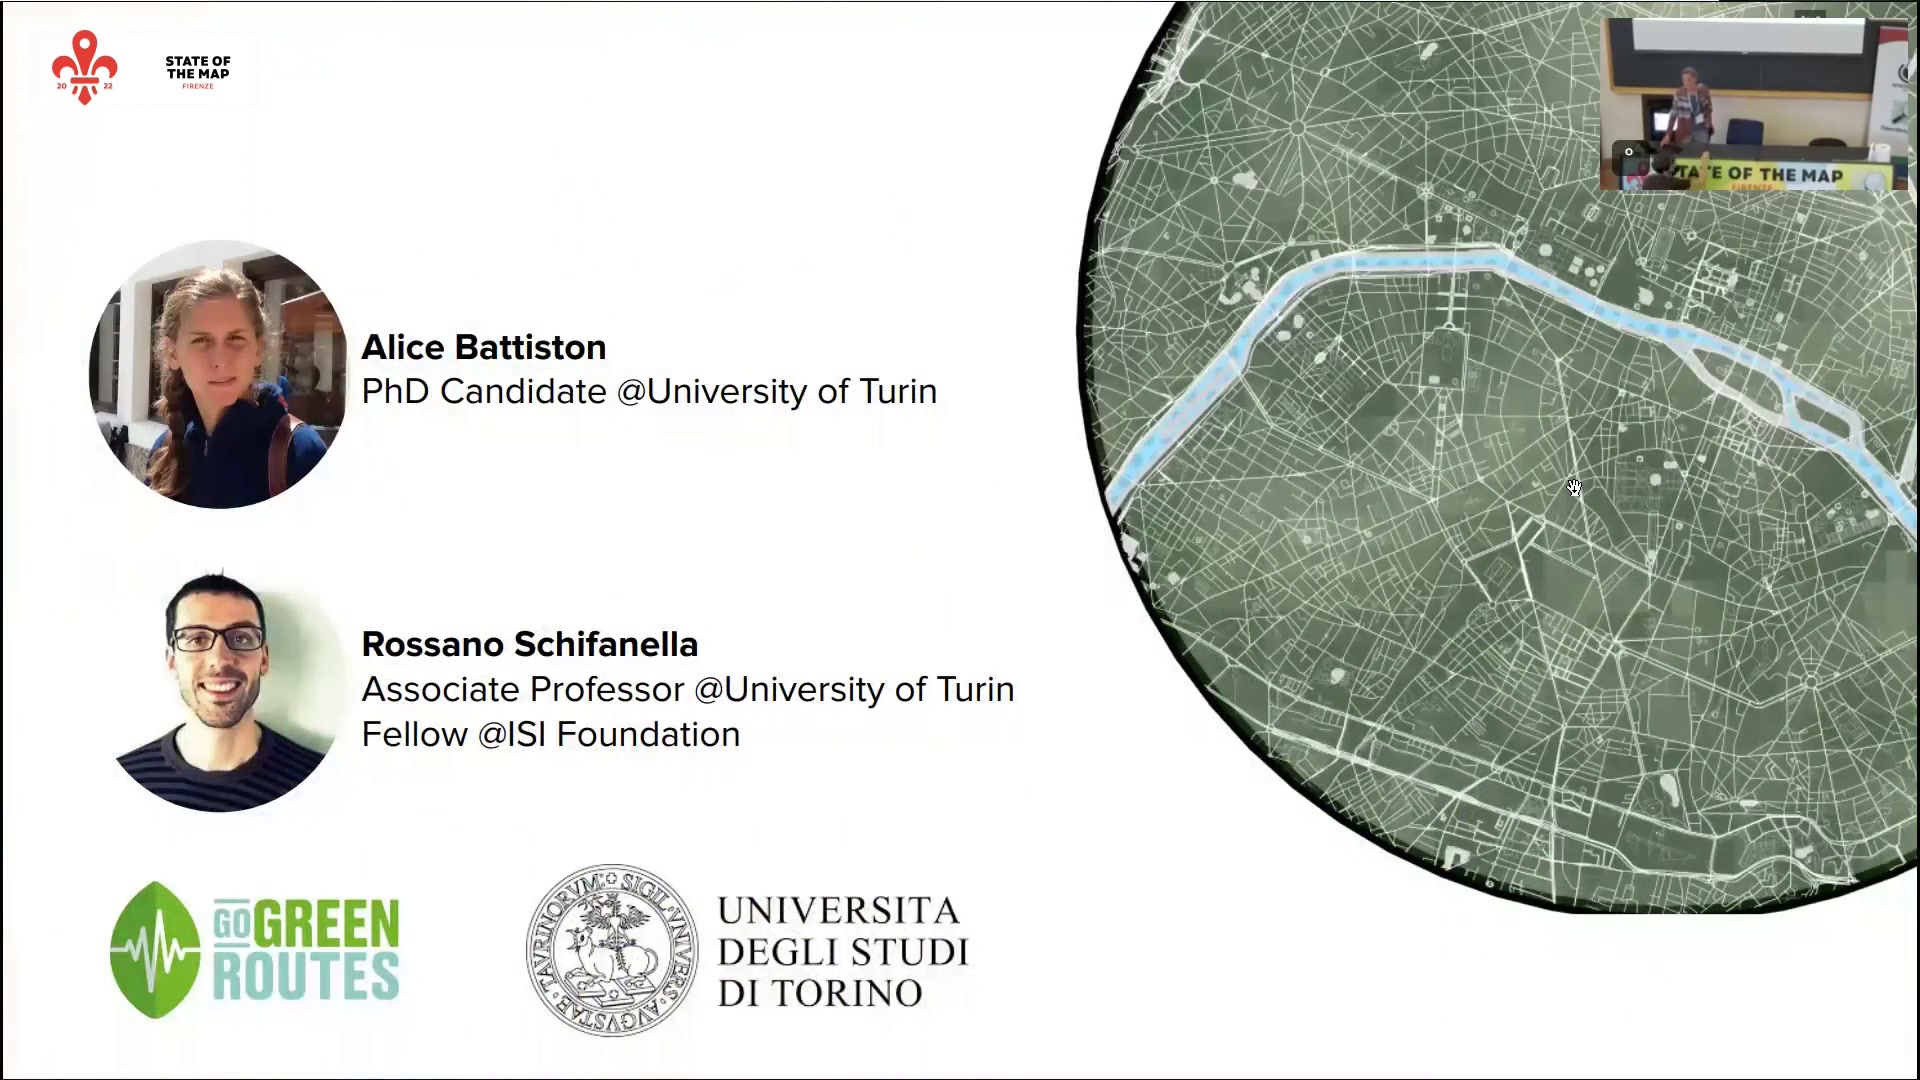 20 22
STATE OF
THE MAP
FIRENZE
STATE OF THE MAP
FIRENZE
Alice Battiston
PhD Candidate @University of Turin
Rossano Schifanella
Associate Professor @University of Turin
Fellow @ISI Foundation
GOGREEN
ROUTES
SIGIL·VNIVERS·AVGVSTAE·TAVRINORVM:
UNIVERSITA
DEGLI STUDI
DI TORINO